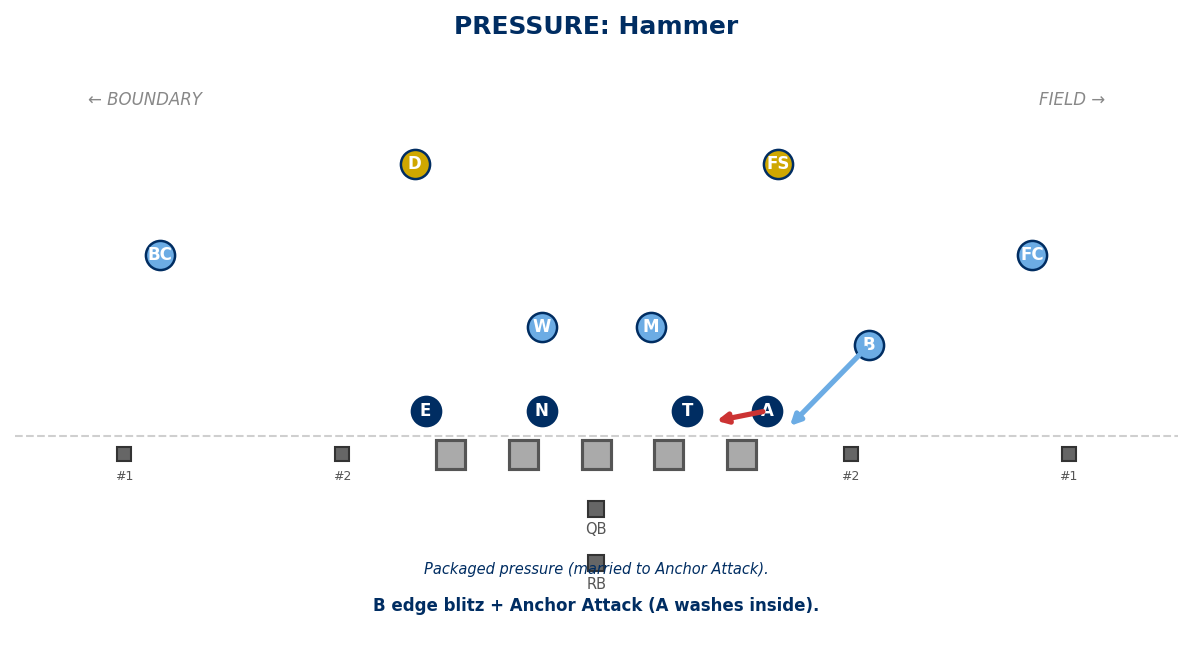 PRESSURE: Hammer
← BOUNDARY
FIELD →
D
FS
BC
FC
W
M
B
E
N
T
A
#1
#2
#2
#1
QB
Packaged pressure (married to Anchor Attack).
RB
B edge blitz + Anchor Attack (A washes inside).